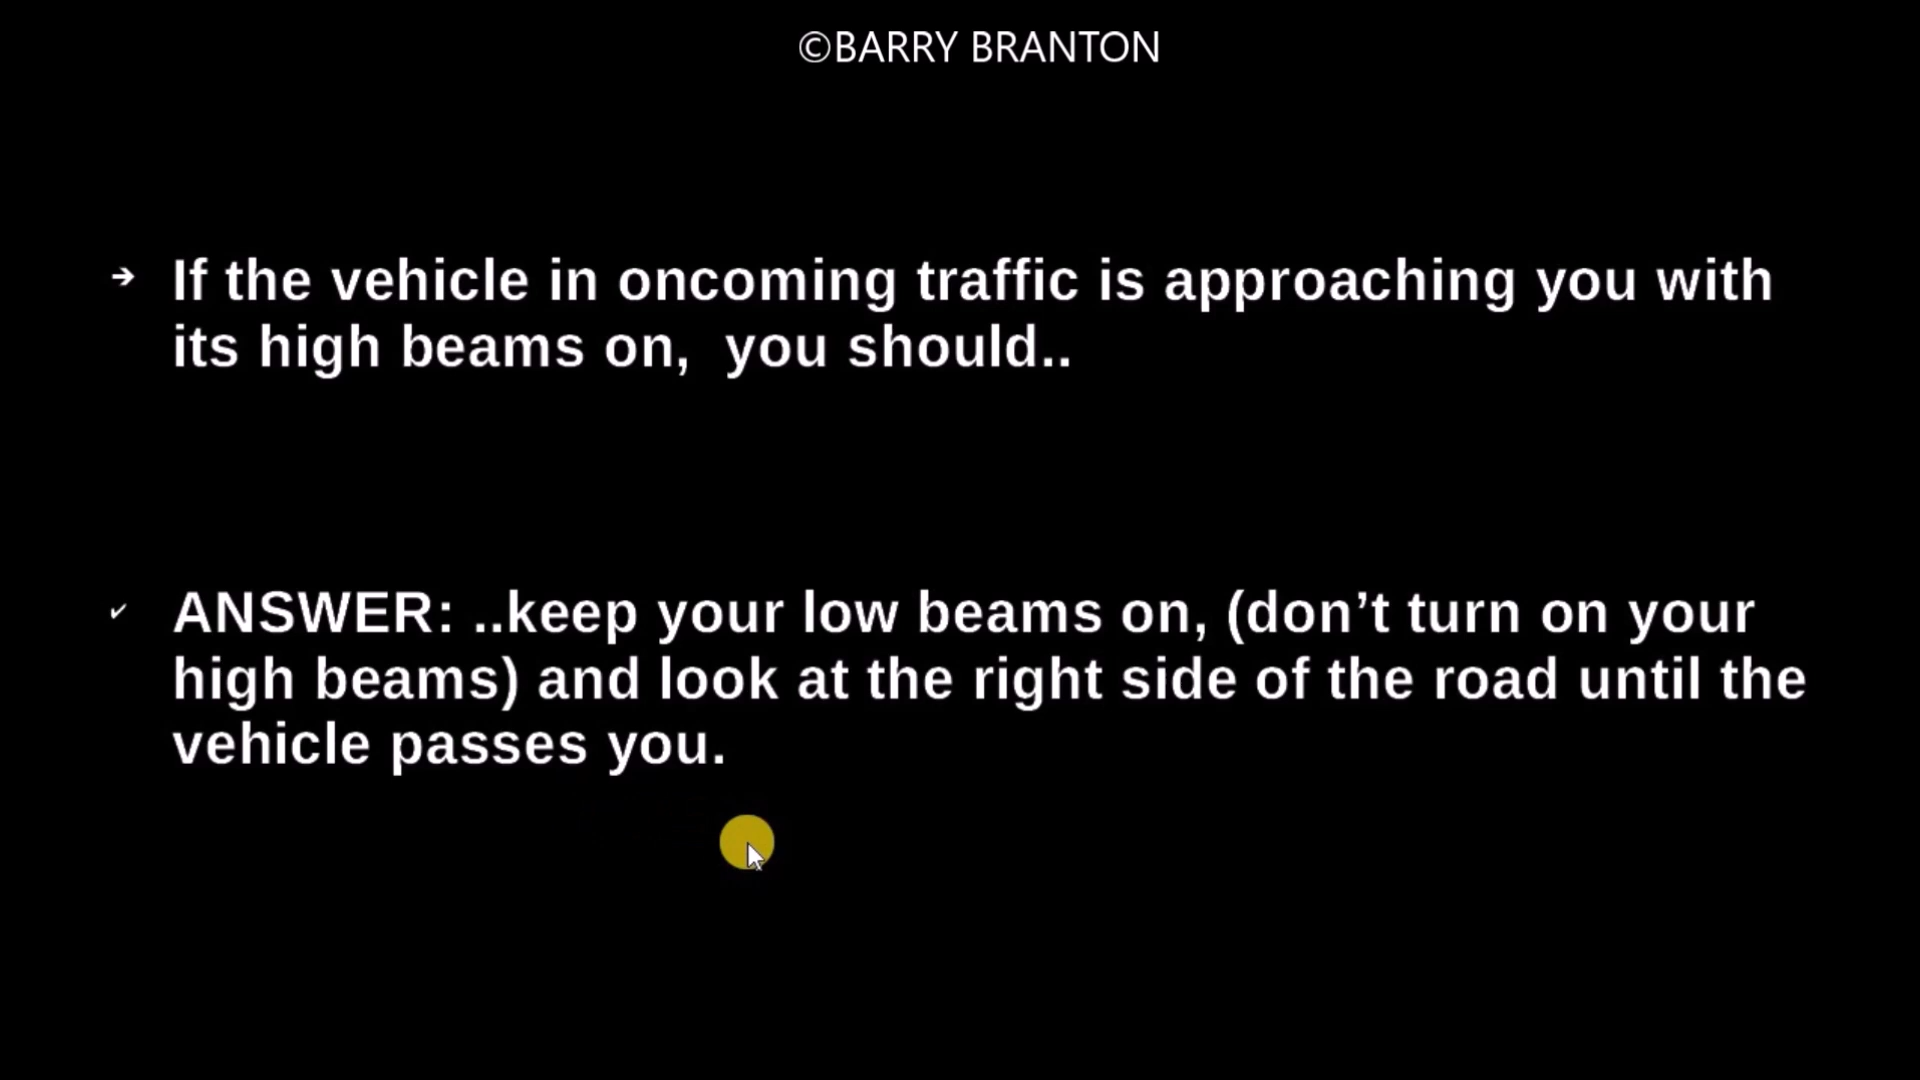 ©BARRY BRANTON
➔ If the vehicle in oncoming traffic is approaching you with
its high beams on,  you should..
✓ ANSWER: ..keep your low beams on, (don’t turn on your
high beams) and look at the right side of the road until the
vehicle passes you.